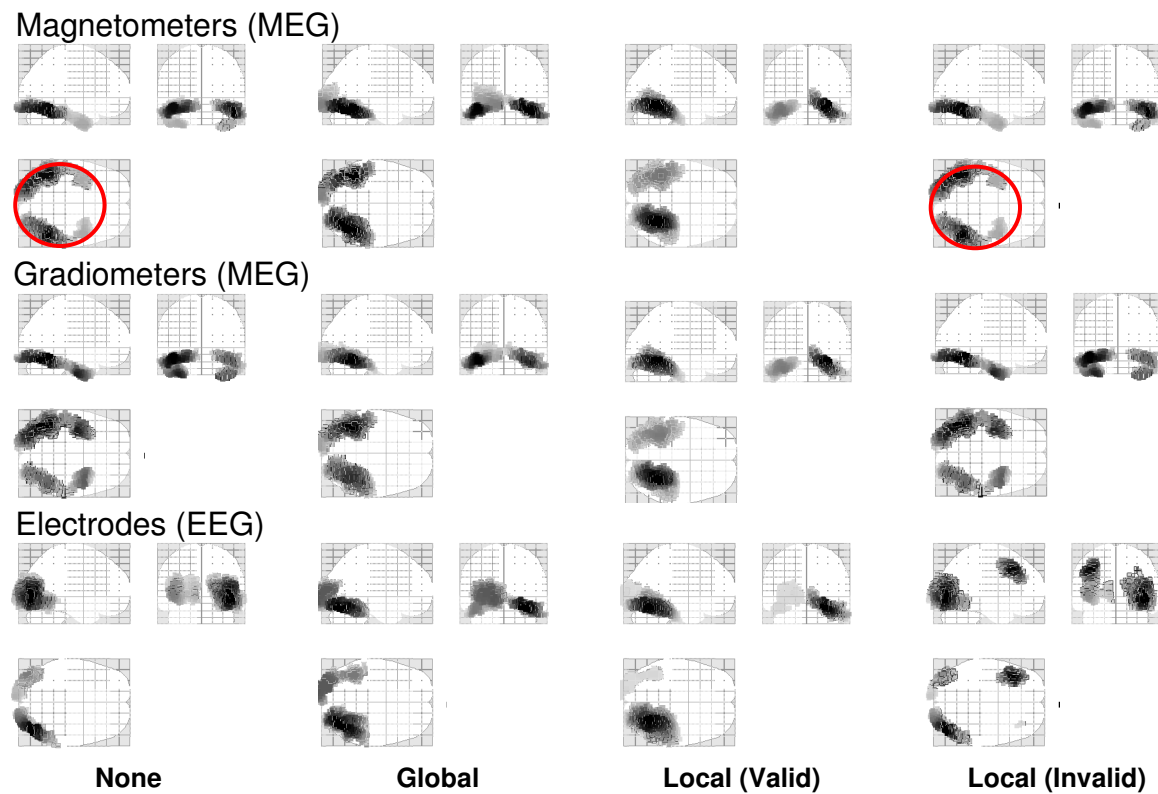 Magnetometers (MEG)
Gradiometers (MEG)
Electrodes (EEG)
None Global Local (Valid) Local (Invalid)